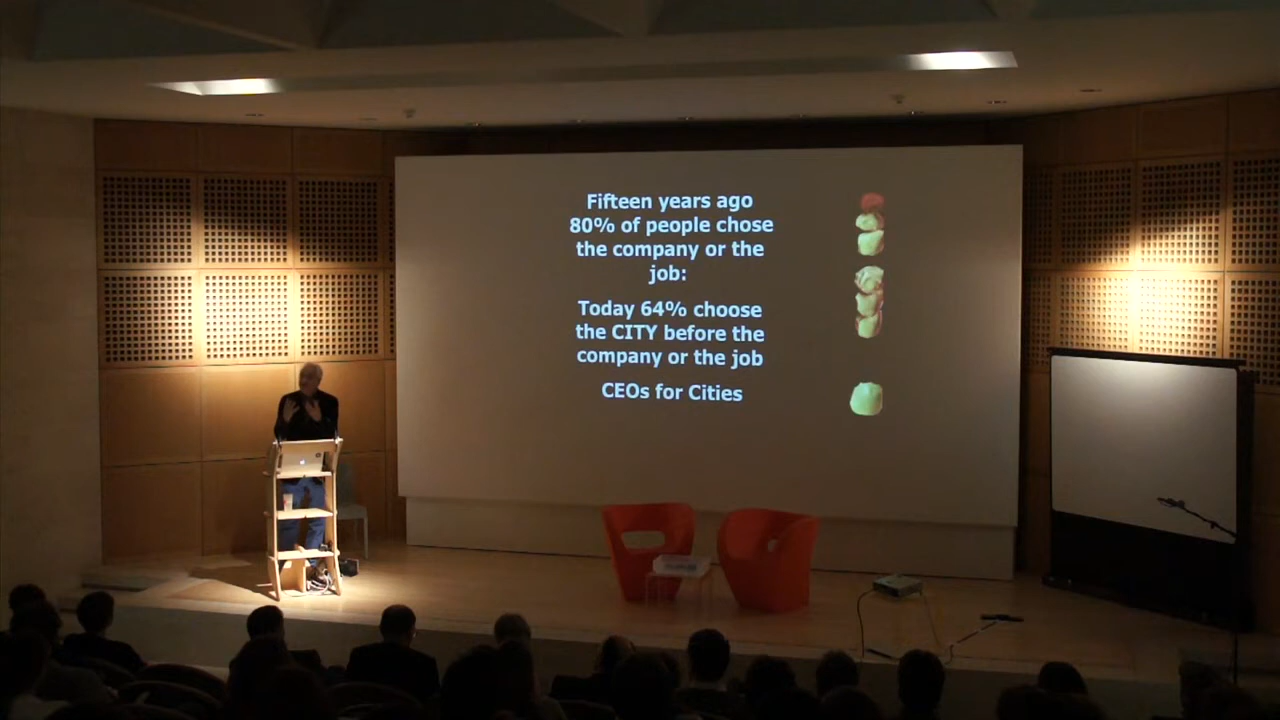 Fifteen years ago
80% of people chose
the company or the
job:
Today 64% choose
the CITY before the
company or the job
CEOs for Cities